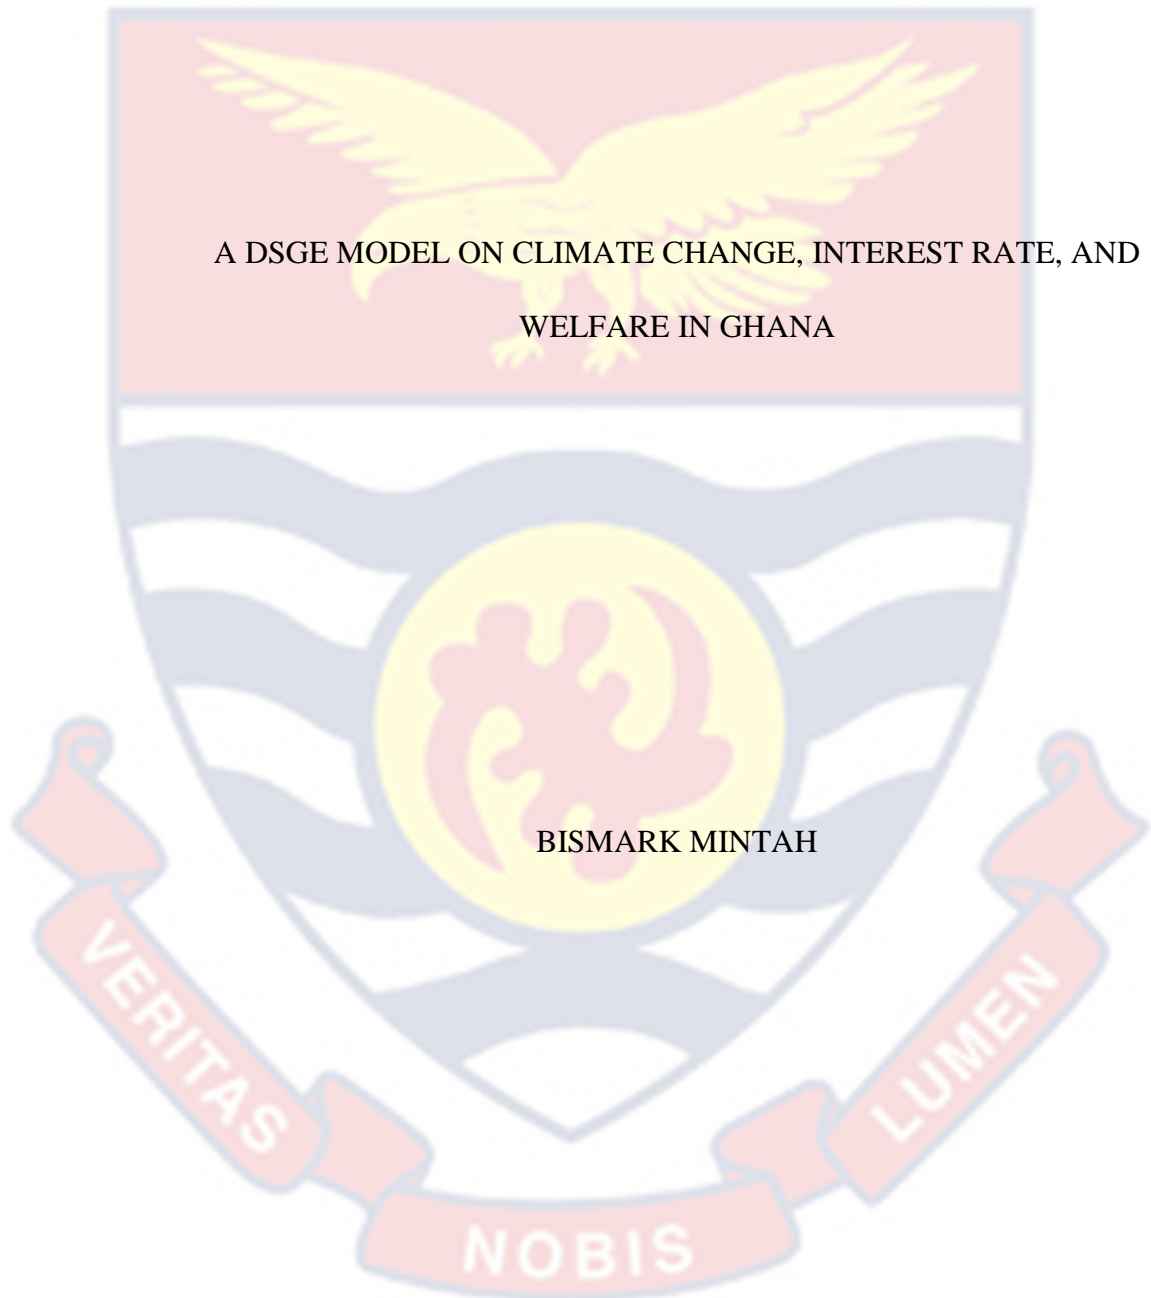 A DSGE MODEL ON CLIMATE CHANGE, INTEREST RATE, AND
WELFARE IN GHANA
BISMARK MINTAH
VERITAS
NOBIS
LUMEN